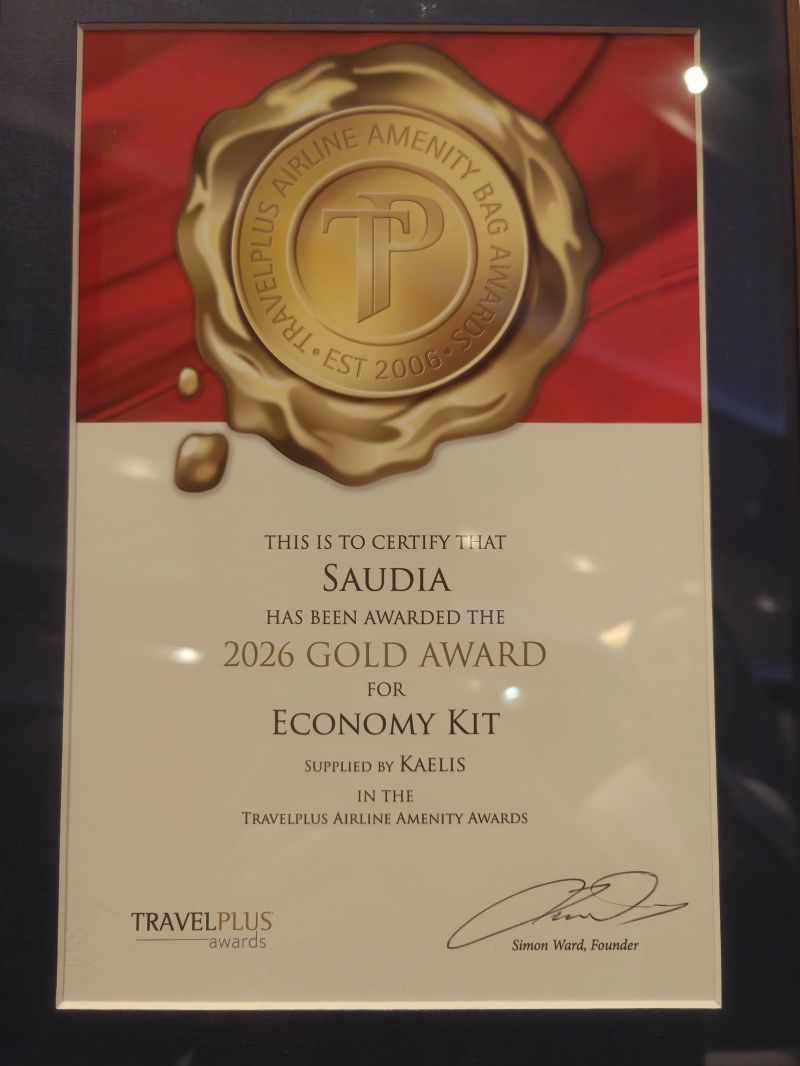 TRAVELPLUS AIRLINE AMENITY BAG AWARDS
TP
• EST 2006 •
THIS IS TO CERTIFY THAT
SAUDIA
HAS BEEN AWARDED THE
2026 GOLD AWARD
FOR
ECONOMY KIT
SUPPLIED BY KAELIS
IN THE
TRAVELPLUS AIRLINE AMENITY AWARDS
TRAVELPLUS
awards
Simon Ward, Founder